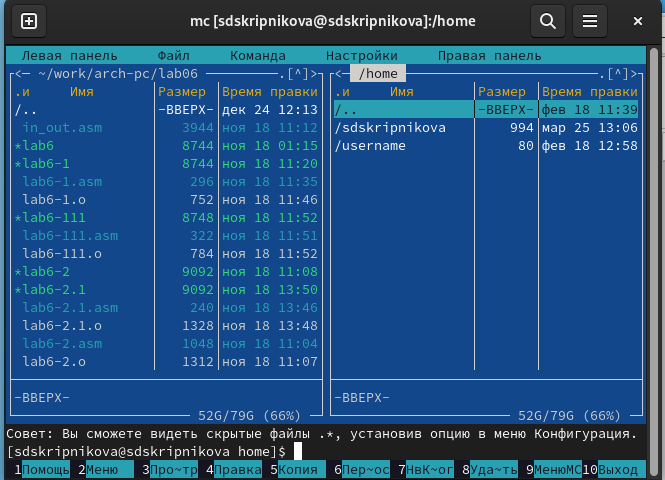 mc [sdskripnikova@sdskripnikova]:/home
Левая панель Файл Команда Настройки Правая панель
<─ ~/work/arch-pc/lab06 .[^]> <─ /home .[^]>
.и Имя Размер Время правки .и Имя Размер Время правки
/.. -ВВЕРХ- дек 24 12:13 /.. -ВВЕРХ- фев 18 11:39
in_out.asm 3944 ноя 18 11:12 /sdskripnikova 994 мар 25 13:06
*lab6 8744 ноя 18 01:15 /username 80 фев 18 12:58
*lab6-1 8744 ноя 18 11:20
lab6-1.asm 296 ноя 18 11:35
lab6-1.o 752 ноя 18 11:46
*lab6-111 8748 ноя 18 11:52
lab6-111.asm 322 ноя 18 11:51
lab6-111.o 784 ноя 18 11:52
*lab6-2 9092 ноя 18 11:08
*lab6-2.1 9092 ноя 18 13:50
lab6-2.1.asm 240 ноя 18 13:46
lab6-2.1.o 1328 ноя 18 13:48
lab6-2.asm 1048 ноя 18 11:04
lab6-2.o 1312 ноя 18 11:07
-ВВЕРХ- -ВВЕРХ-
52G/79G (66%) 52G/79G (66%)
Совет: Вы сможете видеть скрытые файлы .*, установив опцию в меню Конфигурация.
[sdskripnikova@sdskripnikova home]$
1Помощь 2Меню 3Про~тр 4Правка 5Копия 6Пер~ос 7НвК~ог 8Уда~ть 9МенюМС 10Выход